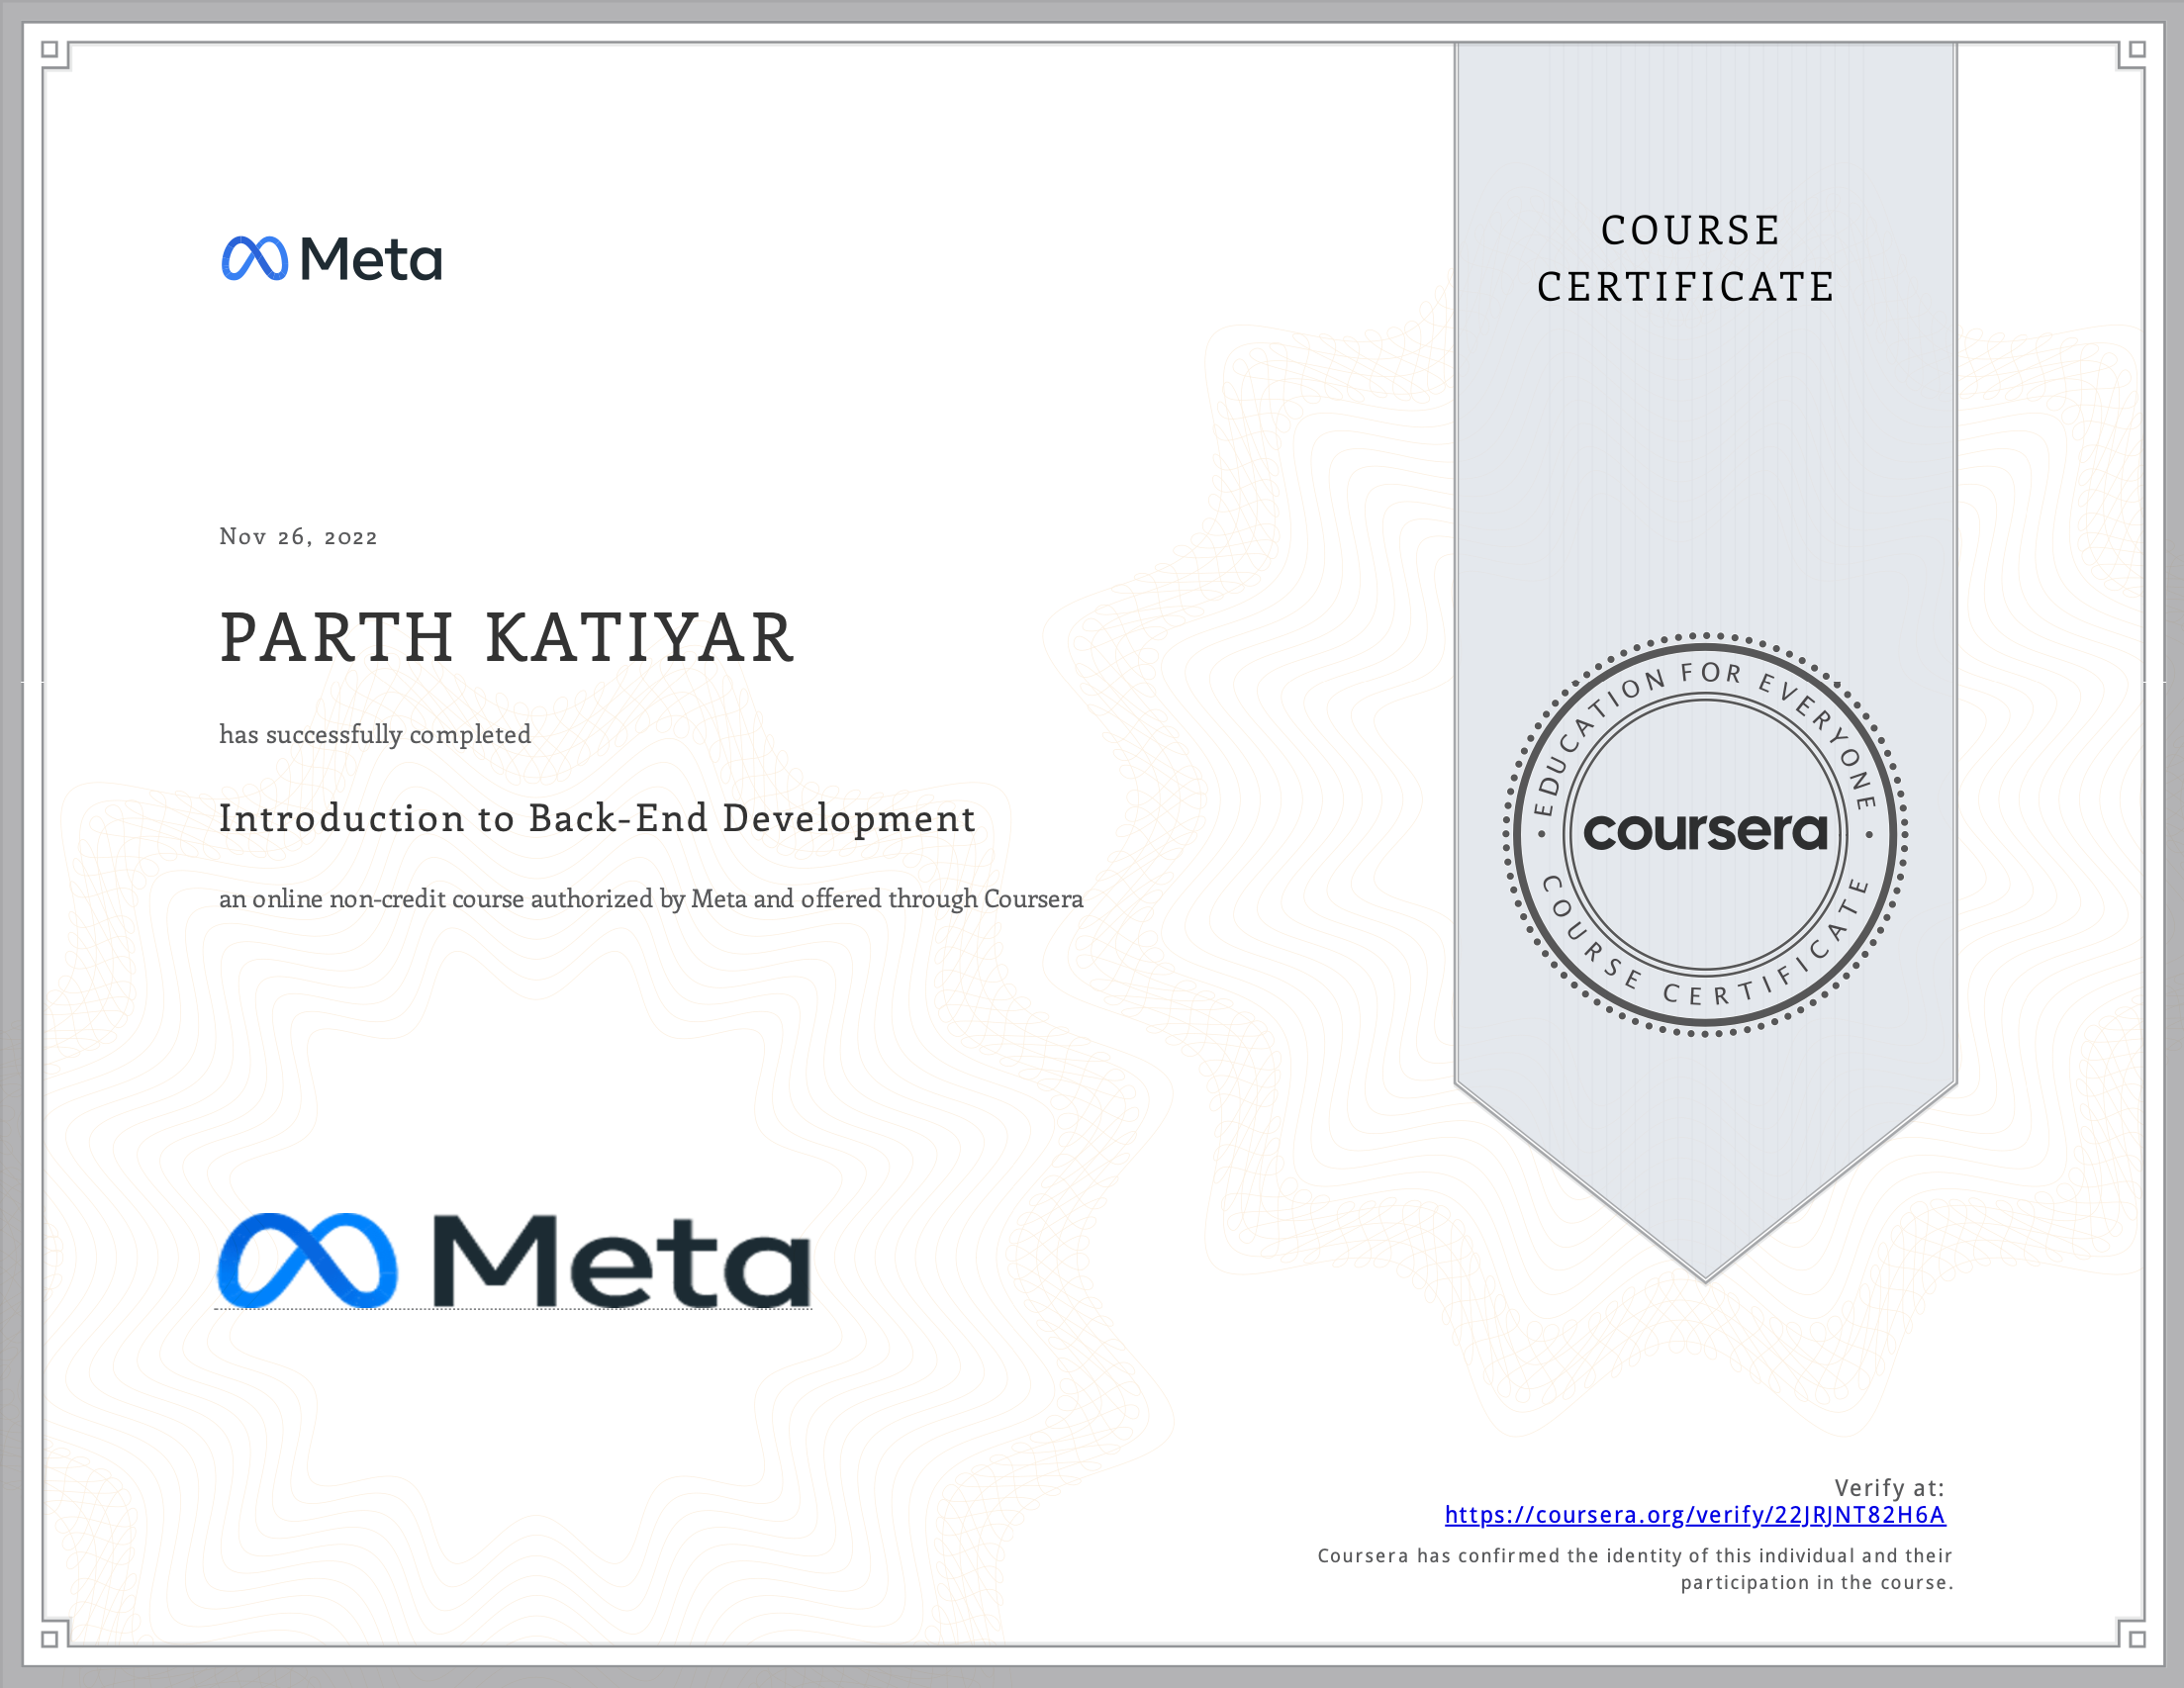 Meta
COURSE
CERTIFICATE
Nov 26, 2022
PARTH KATIYAR
has successfully completed
Introduction to Back-End Development
an online non-credit course authorized by Meta and offered through Coursera
EDUCATION FOR EVERYONE
coursera
COURSE CERTIFICATE
Meta
Verify at:
https://coursera.org/verify/22JRJNT82H6A
Coursera has confirmed the identity of this individual and their
participation in the course.